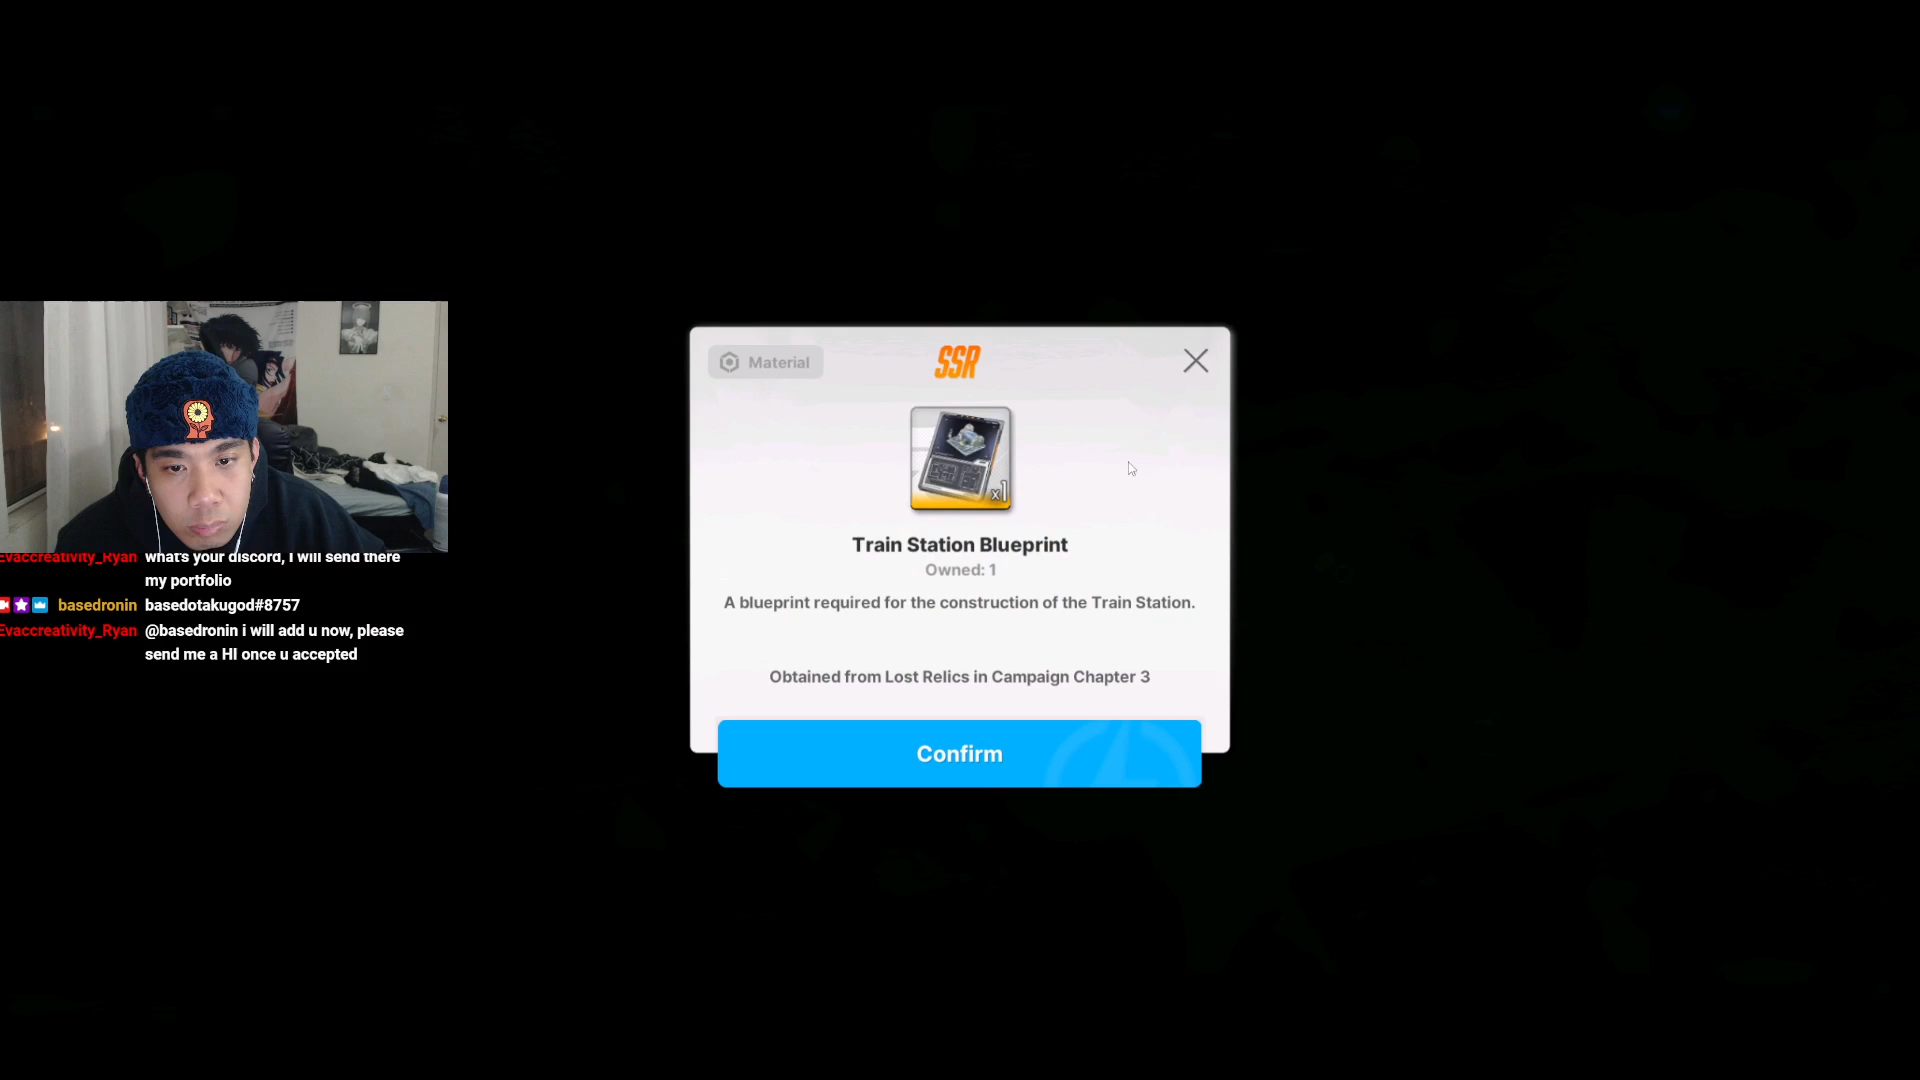 Evaccreativity_Ryan what's your discord, I will send there
my portfolio
basedronin basedotakugod#8757
Evaccreativity_Ryan @basedronin i will add u now, please
send me a HI once u accepted
Material
SSR
x1
Train Station Blueprint
Owned: 1
A blueprint required for the construction of the Train Station.
Obtained from Lost Relics in Campaign Chapter 3
Confirm